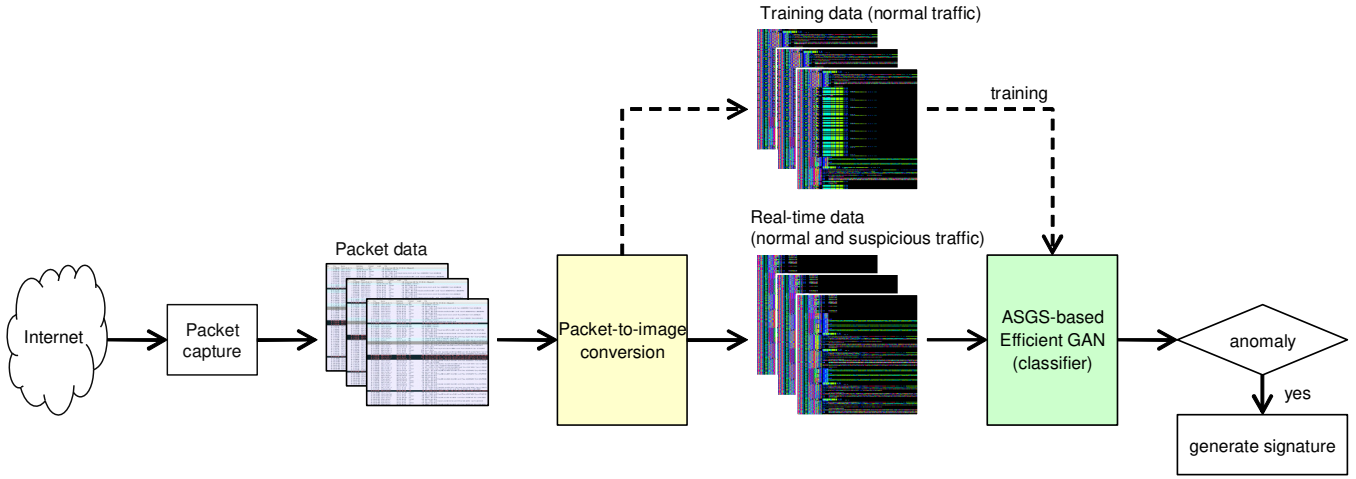 Training data (normal traffic)
training
Real-time data
(normal and suspicious traffic)
Packet data
Internet
Packet
capture
Packet-to-image
conversion
ASGS-based
Efficient GAN
(classifier)
anomaly
yes
generate signature